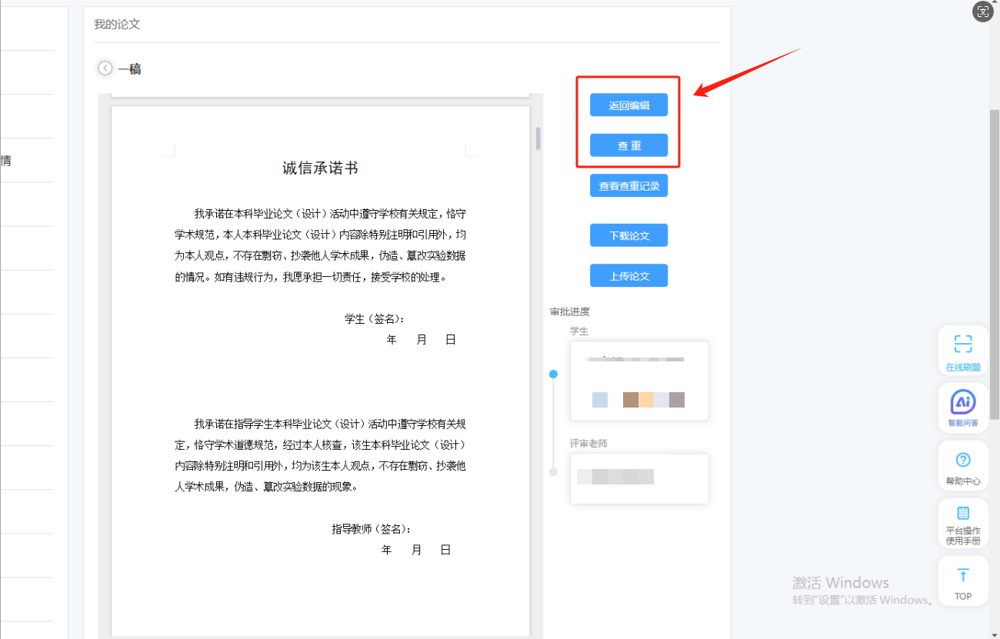 我的论文
一稿
情
诚信承诺书
我承诺在本科毕业论文（设计）活动中遵守学校有关规定，恪守
学术规范，本人本科毕业论文（设计）内容除特别注明和引用外，均
为本人观点，不存在剽窃、抄袭他人学术成果，伪造、篡改实验数据
的情况。如有违规行为，我愿承担一切责任，接受学校的处理。
学生（签名）：
年 月 日
我承诺在指导学生本科毕业论文（设计）活动中遵守学校有关规
定，恪守学术道德规范，经过本人核查，该生本科毕业论文（设计）
内容除特别注明和引用外，均为该生本人观点，不存在剽窃、抄袭他
人学术成果，伪造、篡改实验数据的现象。
指导教师（签名）：
年 月 日
返回编辑
查 重
查看查重记录
下载论文
上传论文
审批进度
学生
评审老师
在线刷题
Ai
智能问答
帮助中心
平台操作
使用手册
TOP
激活 Windows
转到“设置”以激活 Windows。